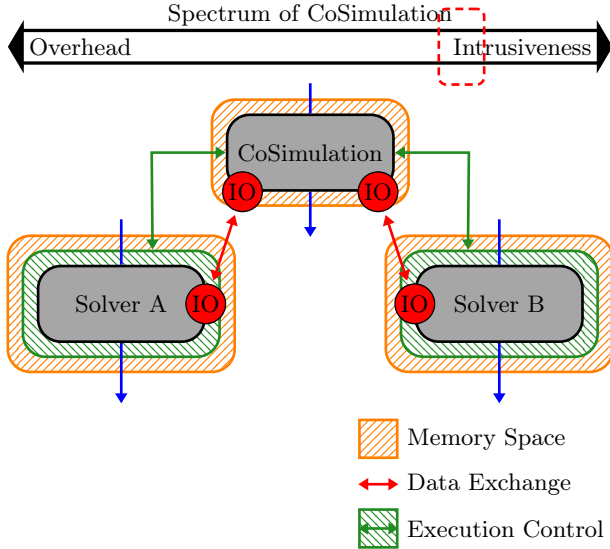 Spectrum of CoSimulation
Overhead Intrusiveness
CoSimulation
IO IO
Solver A IO IO Solver B
Memory Space
Data Exchange
Execution Control